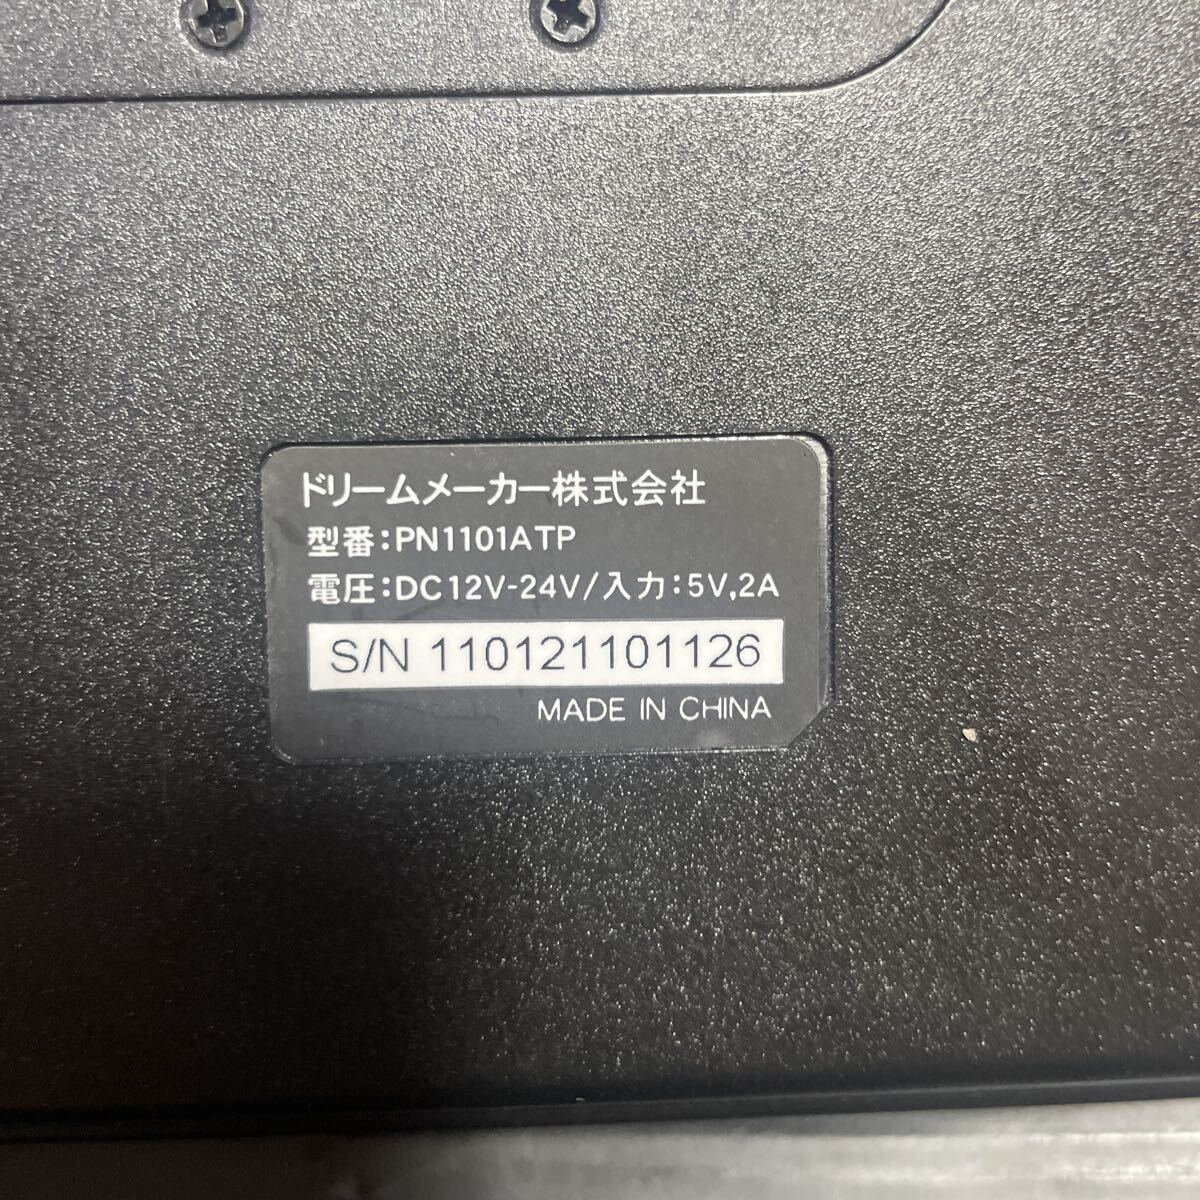 ドリームメーカー株式会社
型番:PN1101ATP
電圧:DC12V-24V/入力:5V,2A
S/N 110121101126
MADE IN CHINA